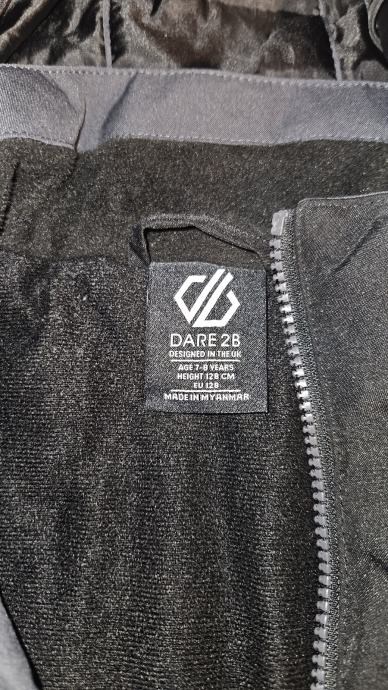 DARE 2B
DESIGNED IN THE UK
AGE 7-8 YEARS
HEIGHT 128 CM
EU 128
MADE IN MYANMAR